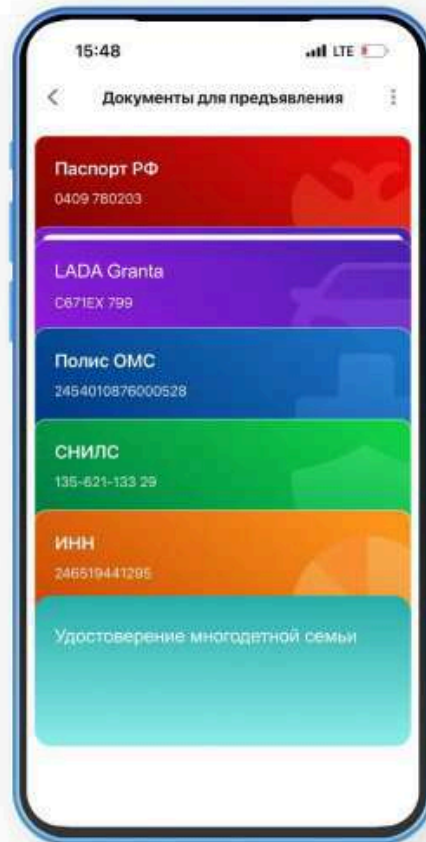 15:48
LTE
Документы для предъявления
Паспорт РФ
0409 780203
LADA Granta
С671ЕХ 799
Полис ОМС
2454010876000528
СНИЛС
135-621-133 29
ИНН
246519441295
Удостоверение многодетной семьи